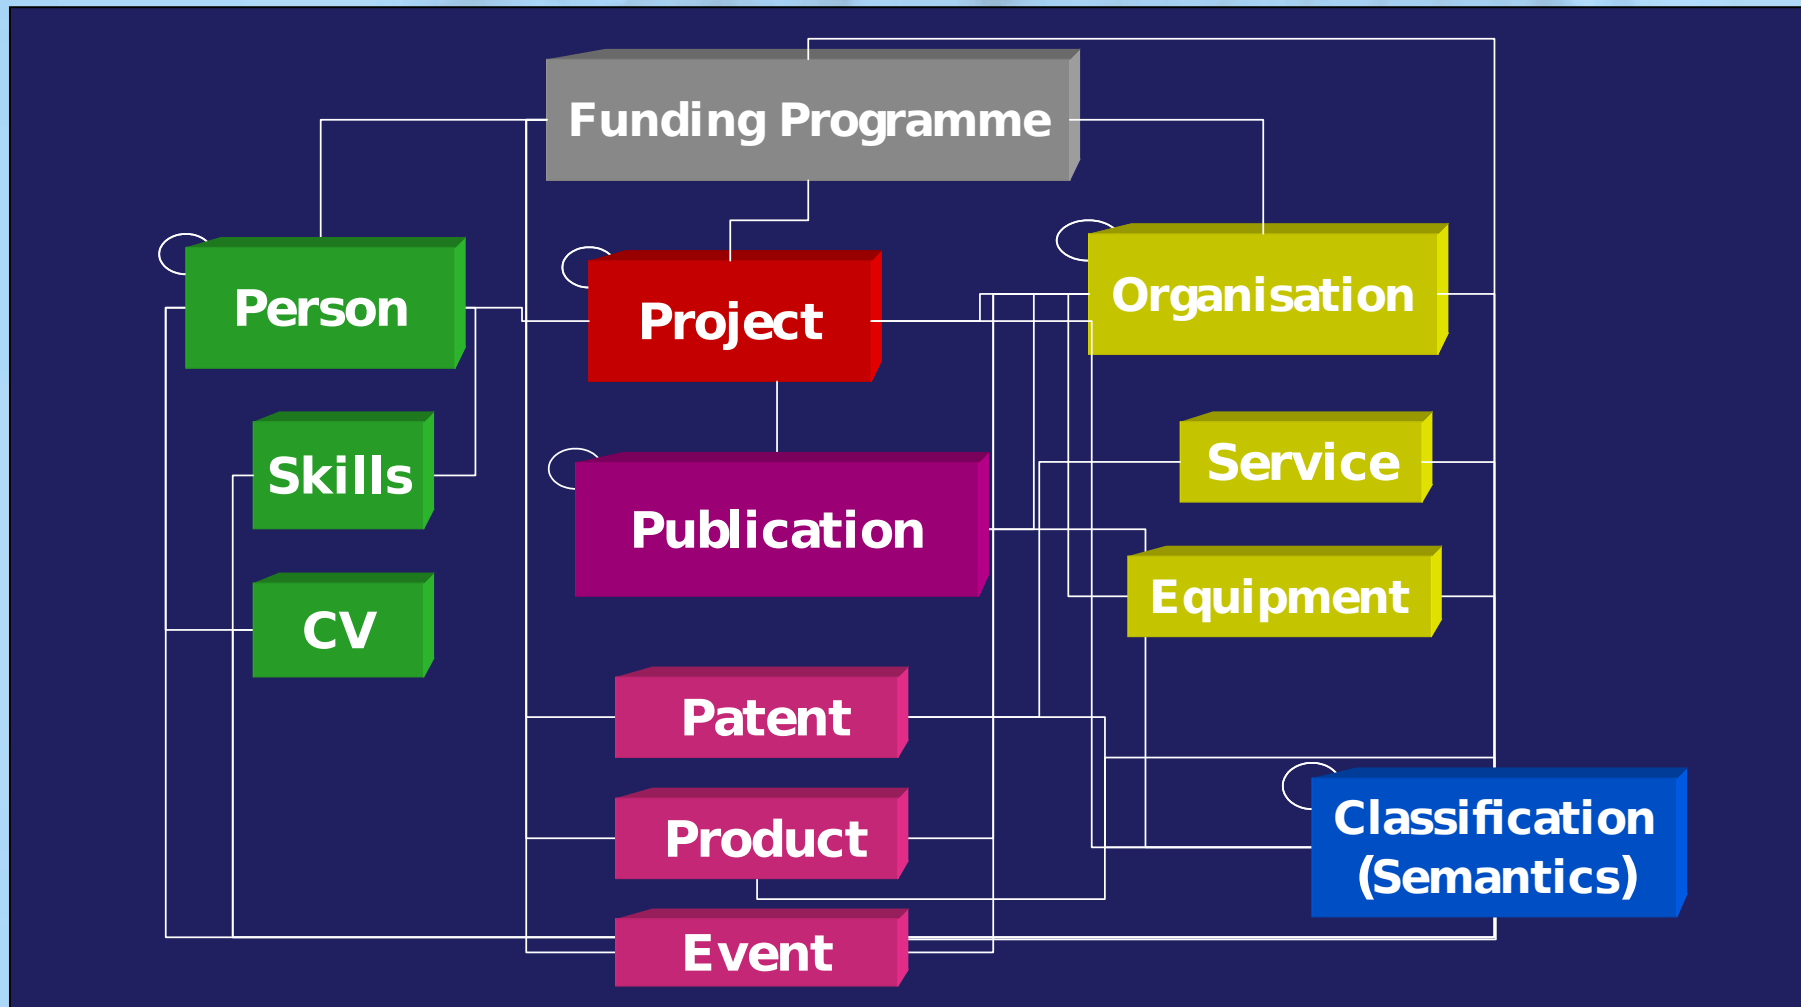 Funding Programme
Person
Project
Organisation
Skills
Service
Publication
Equipment
CV
Patent
Product
Classification
(Semantics)
Event